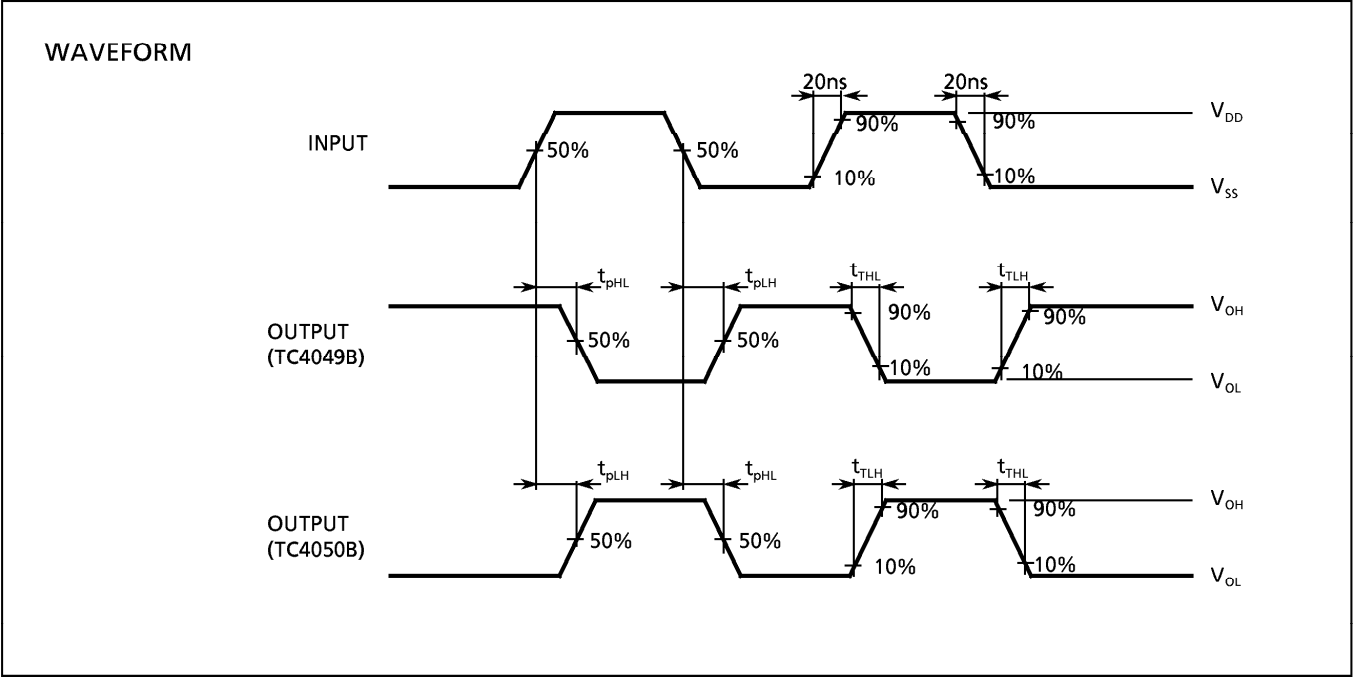 WAVEFORM
20ns 20ns
INPUT 50% 50% 90% 10% 90% 10% VDD VSS
tpHL tpLH tTHL tTLH
OUTPUT
(TC4049B)
50% 50% 90% 10% 90% 10% VOH VOL
tpLH tpHL tTLH tTHL
OUTPUT
(TC4050B)
50% 50% 90% 10% 90% 10% VOH VOL